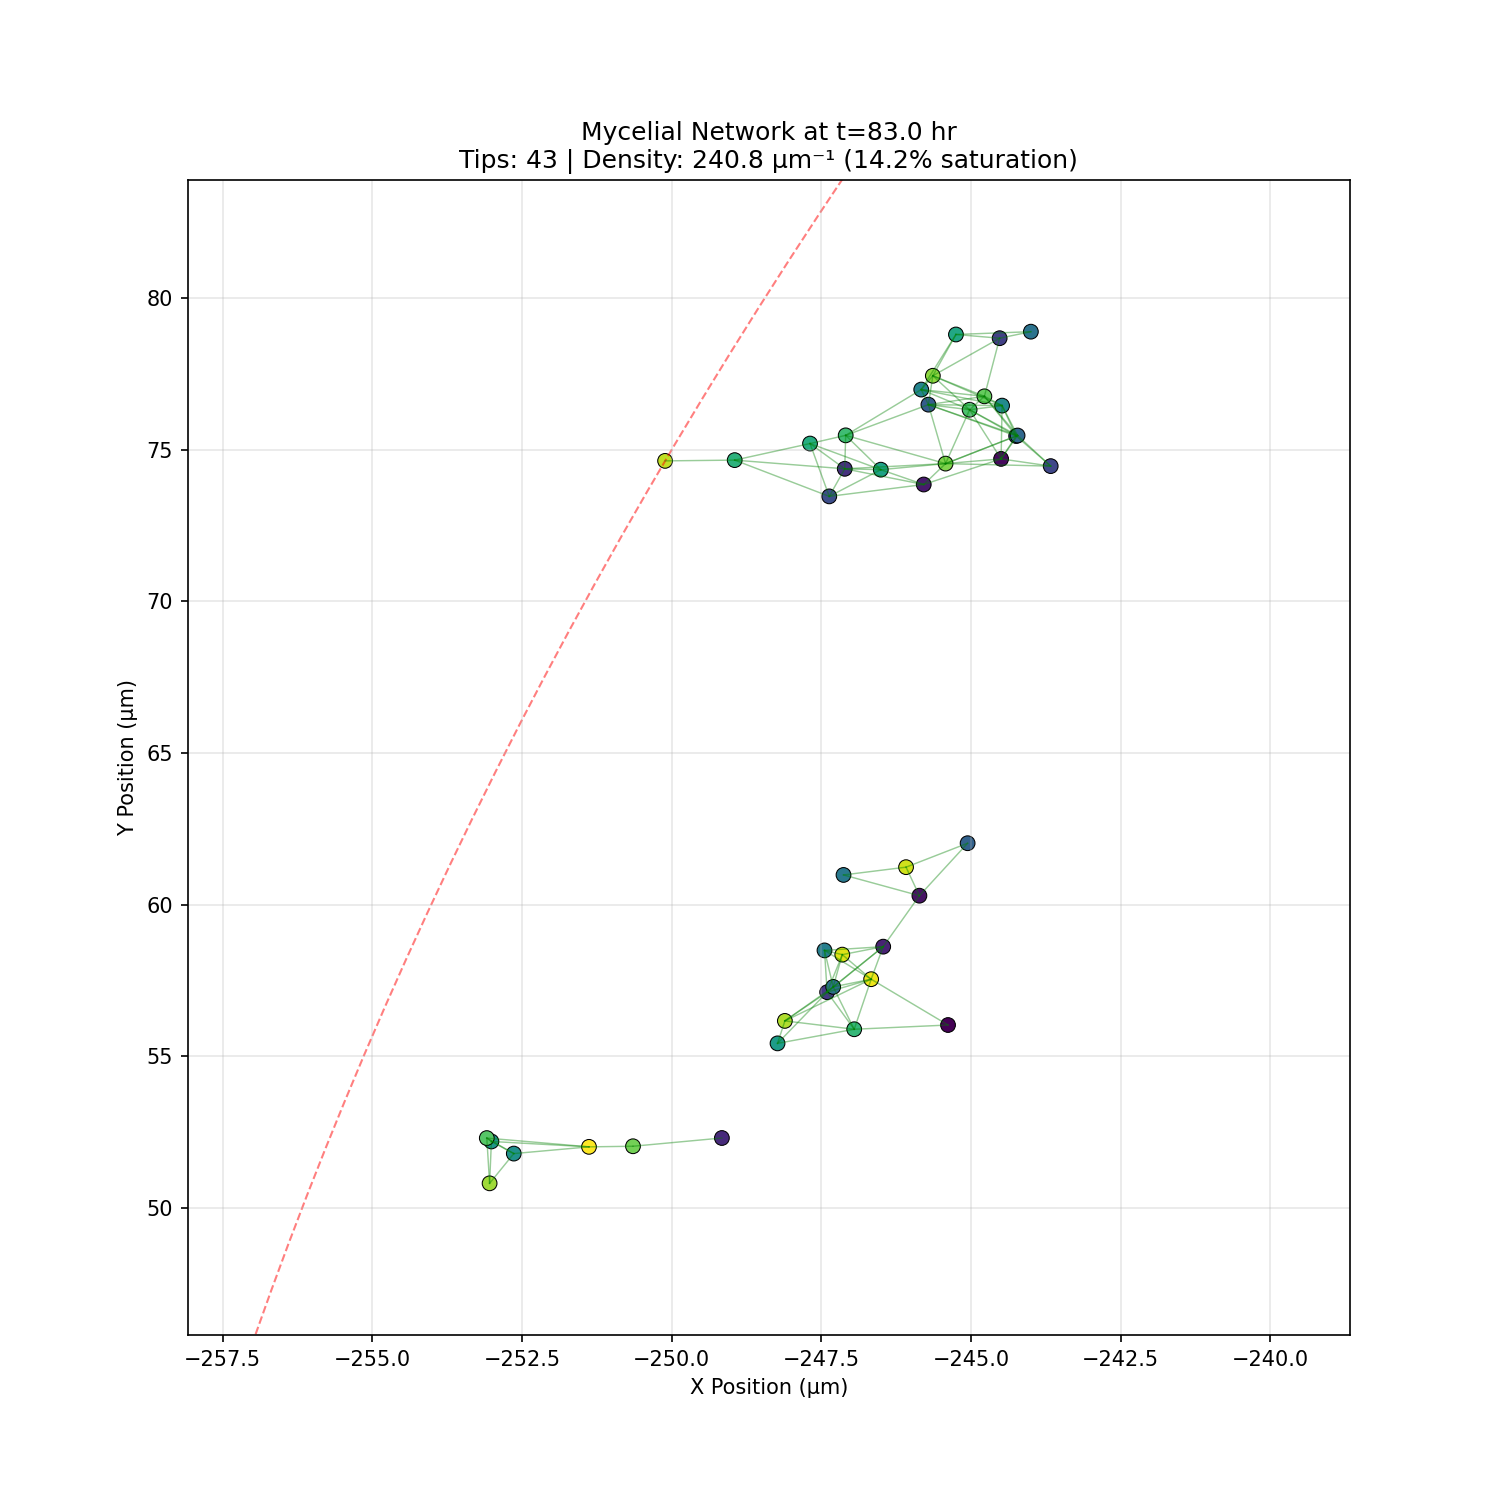 Mycelial Network at t=83.0 hr
Tips: 43 | Density: 240.8 µm⁻¹ (14.2% saturation)
80
75
70
65
60
55
50
Y Position (µm)
−257.5 −255.0 −252.5 −250.0 −247.5 −245.0 −242.5 −240.0
X Position (µm)